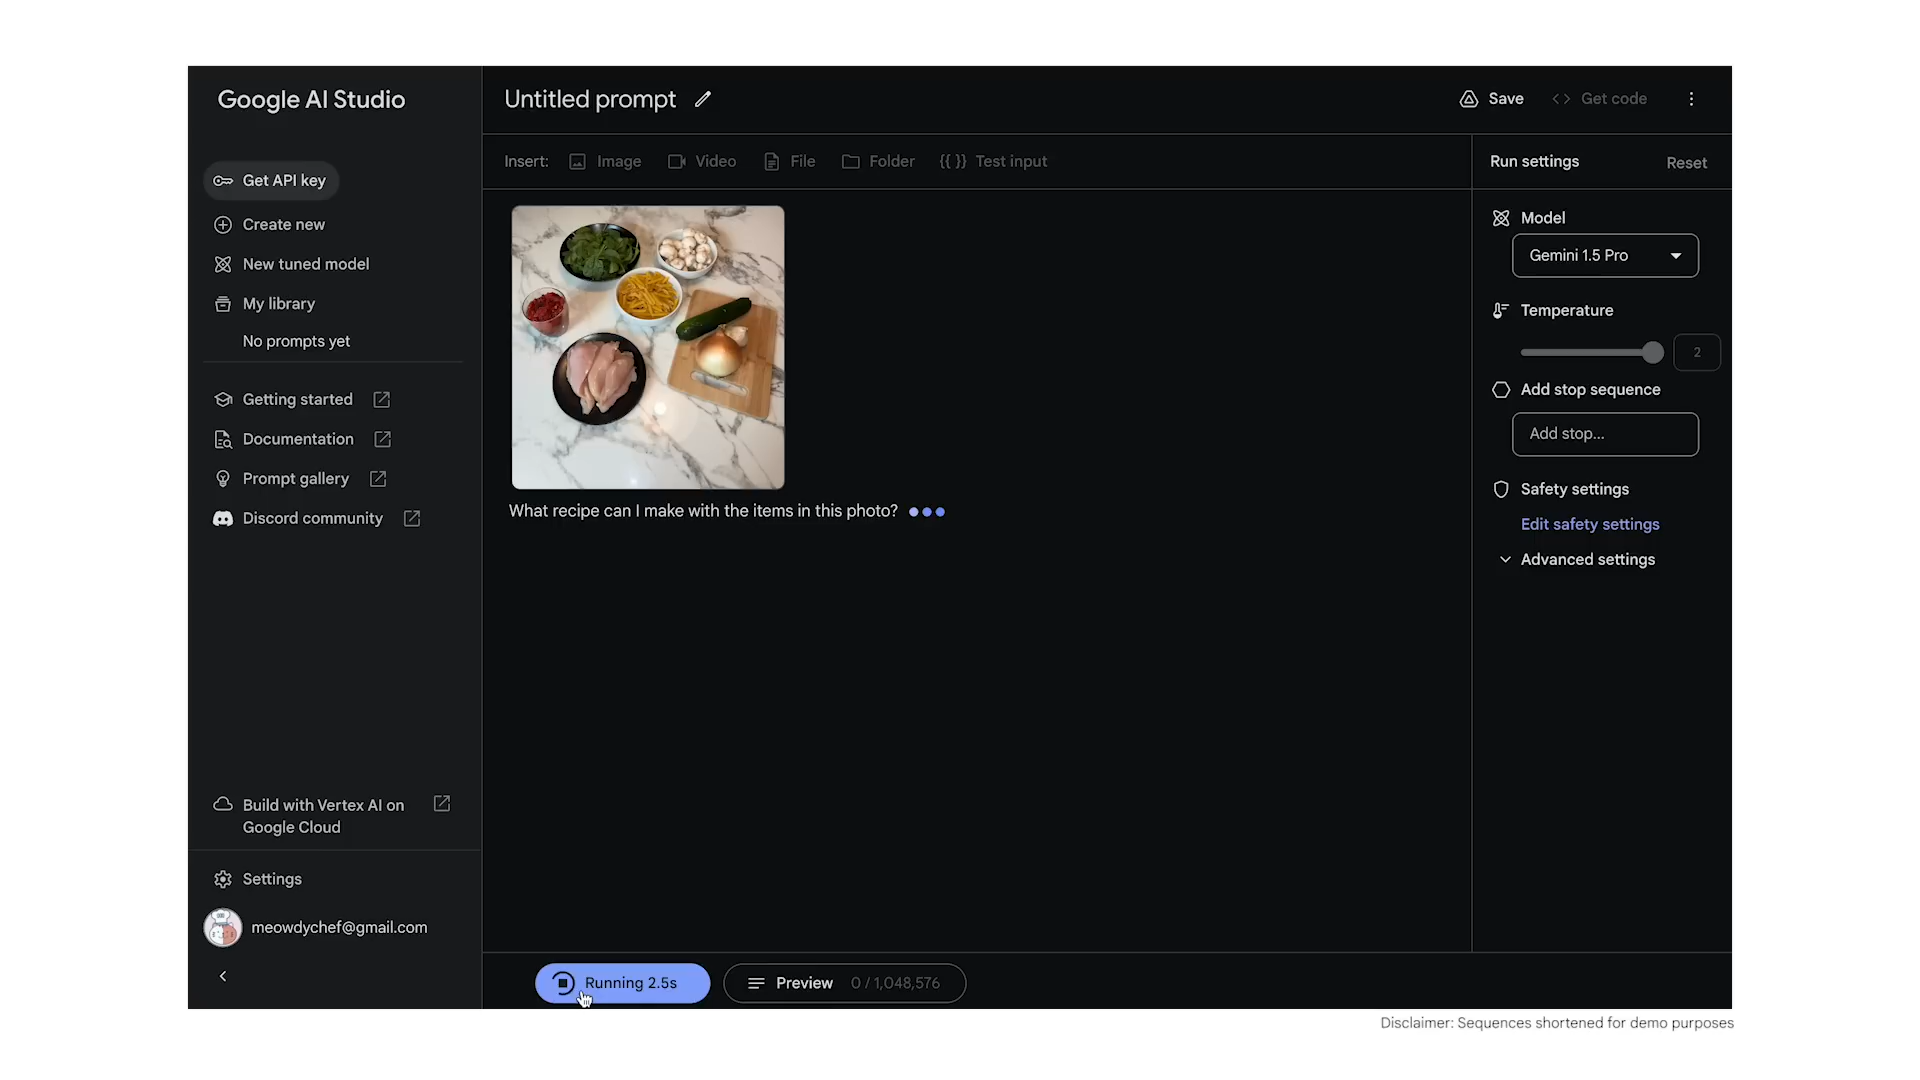 Google AI Studio
Get API key
Create new
New tuned model
My library
No prompts yet
Getting started
Documentation
Prompt gallery
Discord community
Build with Vertex AI on
Google Cloud
Settings
meowdychef@gmail.com
Untitled prompt
Save
<> Get code
Insert: Image Video File Folder {{ }} Test input
What recipe can I make with the items in this photo?
Run settings
Reset
Model
Gemini 1.5 Pro
Temperature
2
Add stop sequence
Add stop...
Safety settings
Edit safety settings
Advanced settings
Running 2.5s
Preview 0 / 1,048,576
Disclaimer: Sequences shortened for demo purposes